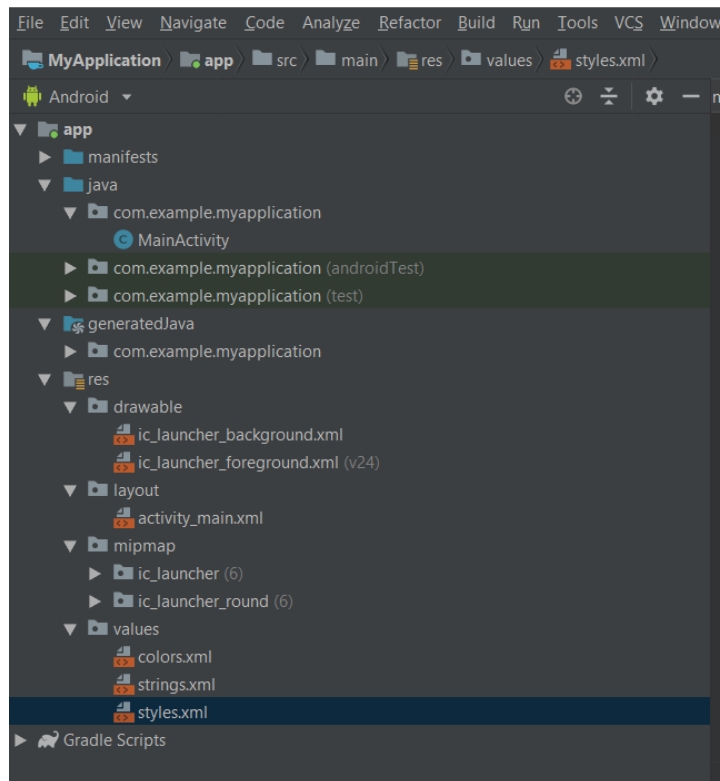 File Edit View Navigate Code Analyze Refactor Build Run Tools VCS Window
MyApplication app src main res values styles.xml
Android
app
manifests
java
com.example.myapplication
MainActivity
com.example.myapplication (androidTest)
com.example.myapplication (test)
generatedJava
com.example.myapplication
res
drawable
ic_launcher_background.xml
ic_launcher_foreground.xml (v24)
layout
activity_main.xml
mipmap
ic_launcher (6)
ic_launcher_round (6)
values
colors.xml
strings.xml
styles.xml
Gradle Scripts